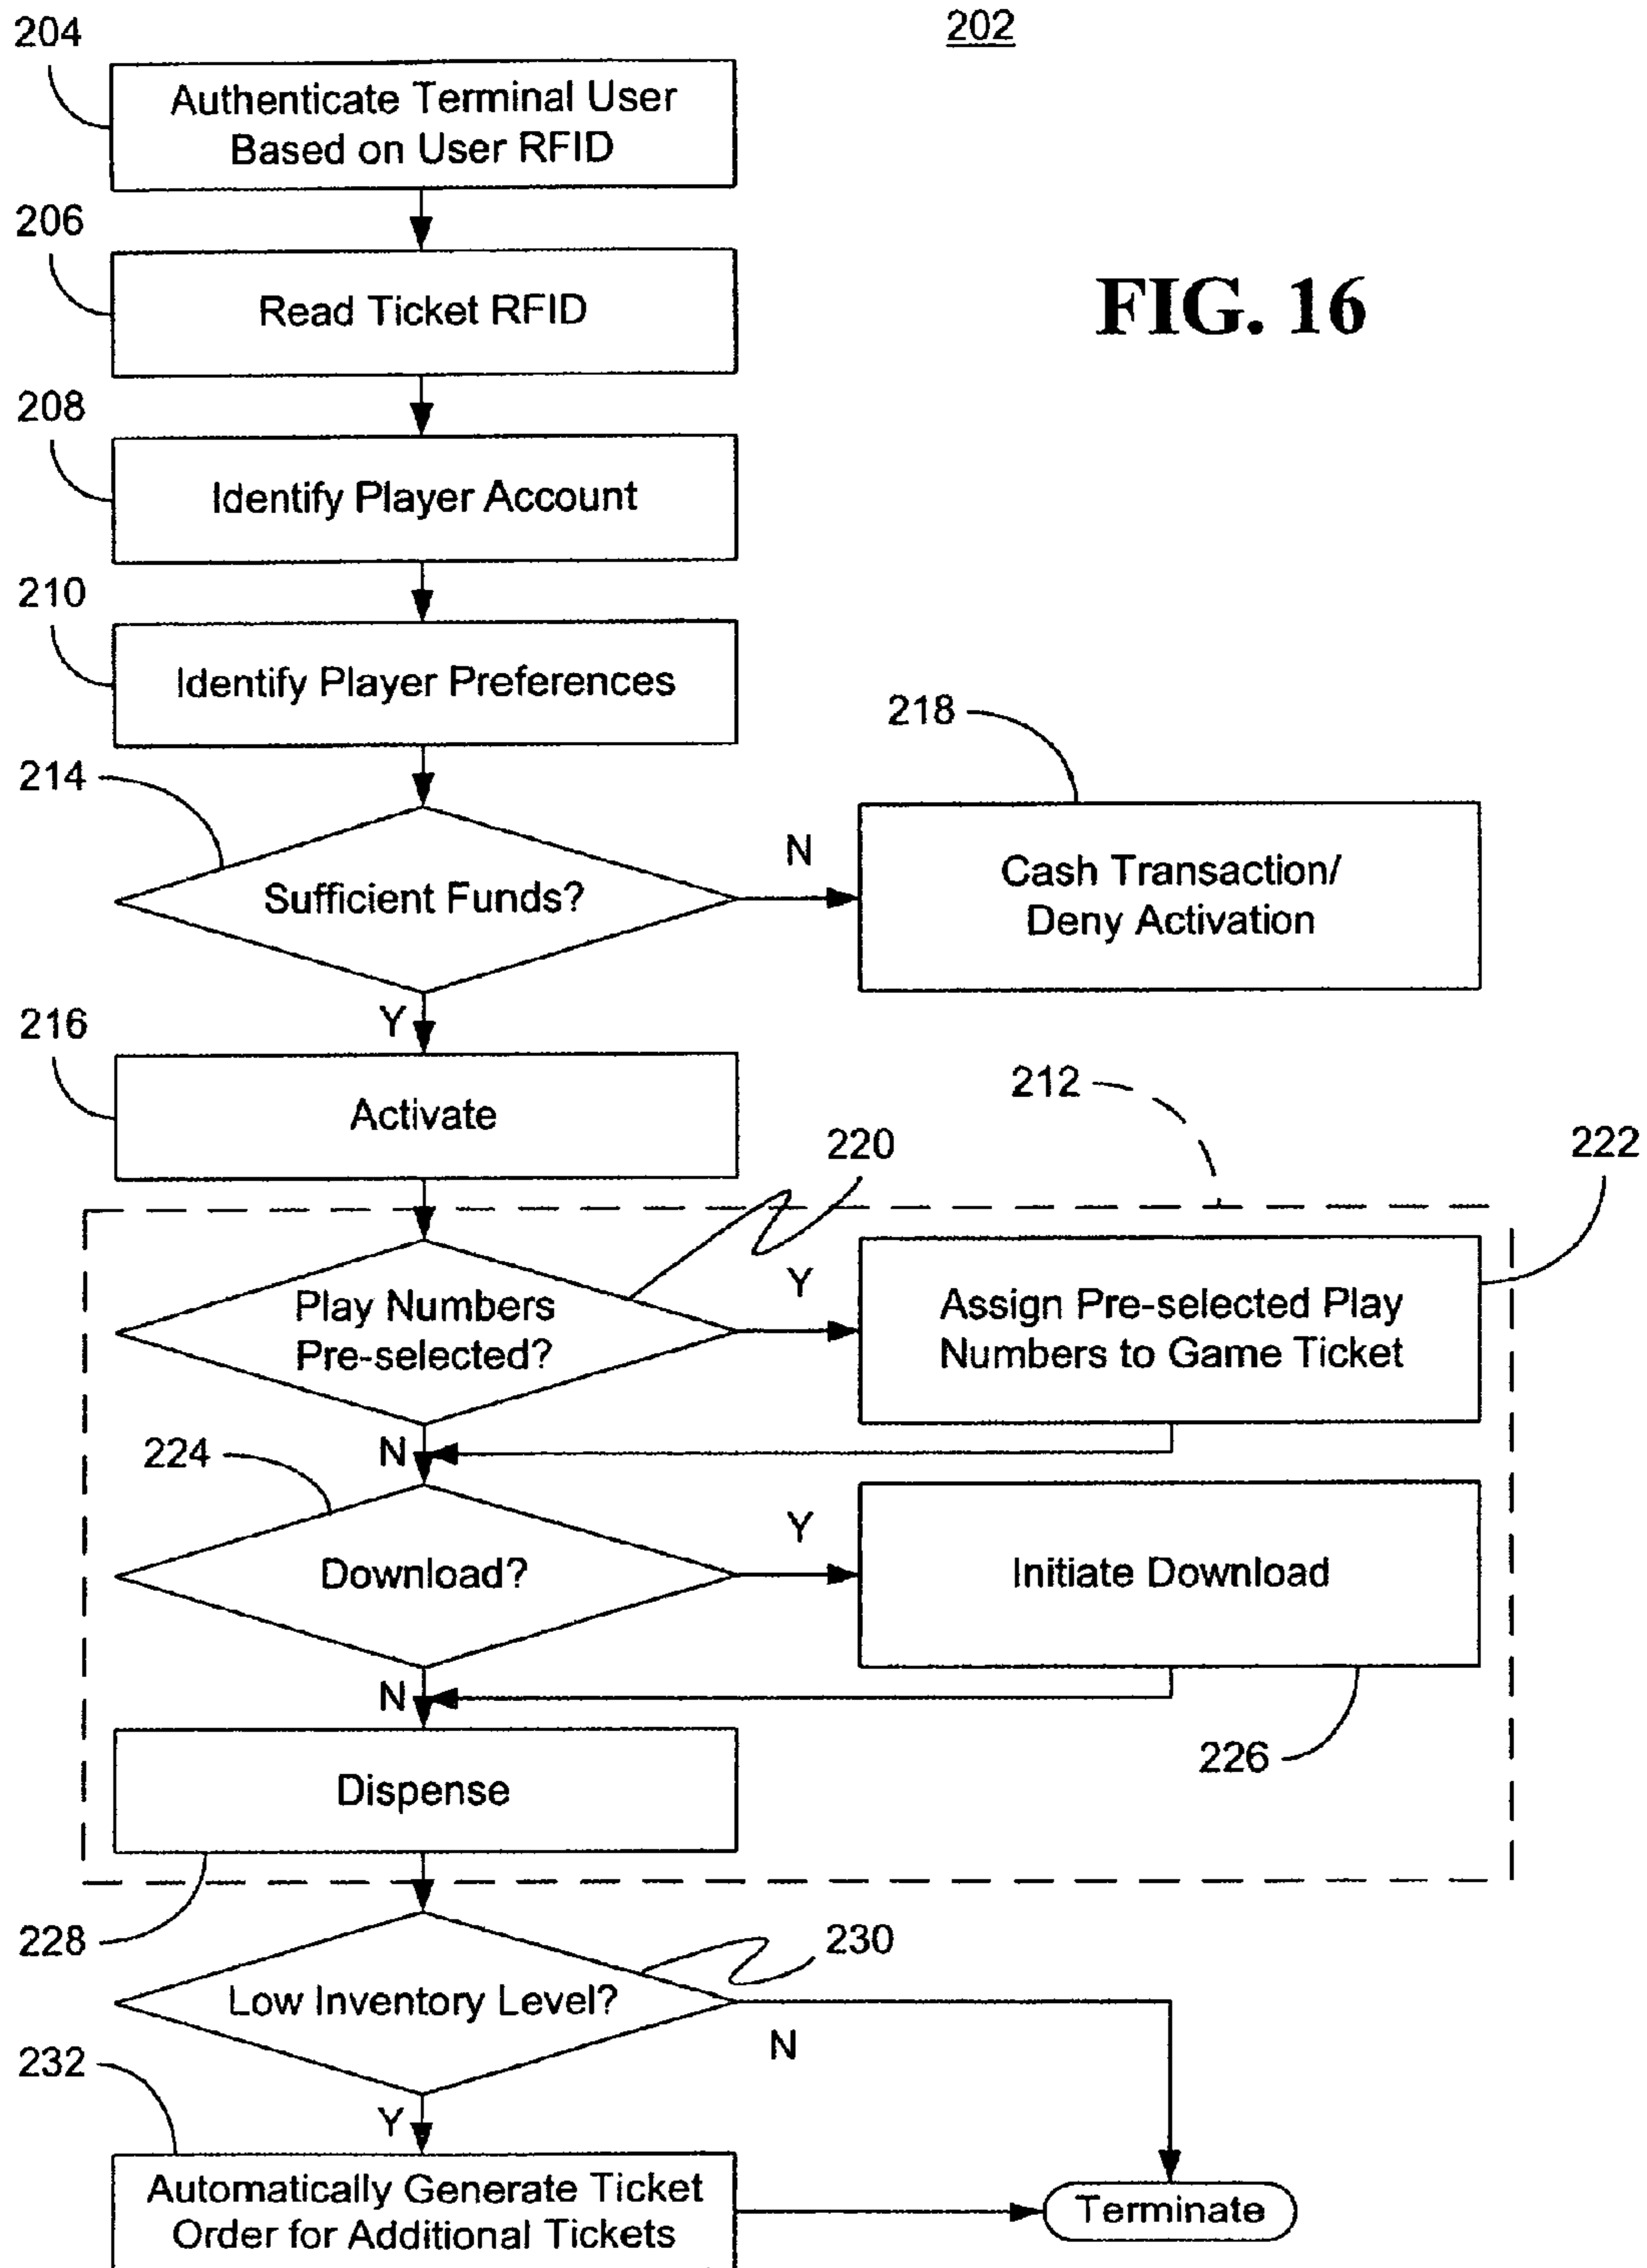 202
204
Authenticate Terminal User
Based on User RFID
206
Read Ticket RFID
FIG. 16
208
Identify Player Account
210
Identify Player Preferences
218
214
Sufficient Funds?
N
Cash Transaction/
Deny Activation
Y
216
Activate
212
220
222
Play Numbers
Pre-selected?
Y
Assign Pre-selected Play
Numbers to Game Ticket
N
224
Download?
Y
Initiate Download
N
226
Dispense
228
230
Low Inventory Level?
N
232
Y
Automatically Generate Ticket
Order for Additional Tickets
Terminate